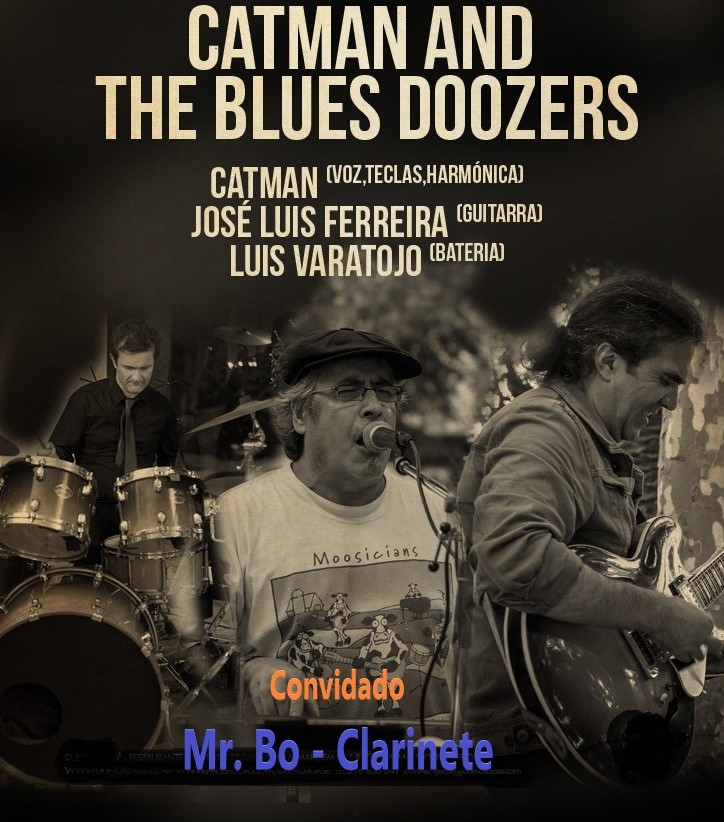 CATMAN AND
THE BLUES DOOZERS
CATMAN (VOZ,TECLAS,HARMÓNICA)
JOSÉ LUIS FERREIRA (GUITARRA)
LUIS VARATOJO (BATERIA)
Moosicians
Convidado
Mr. Bo - Clarinete